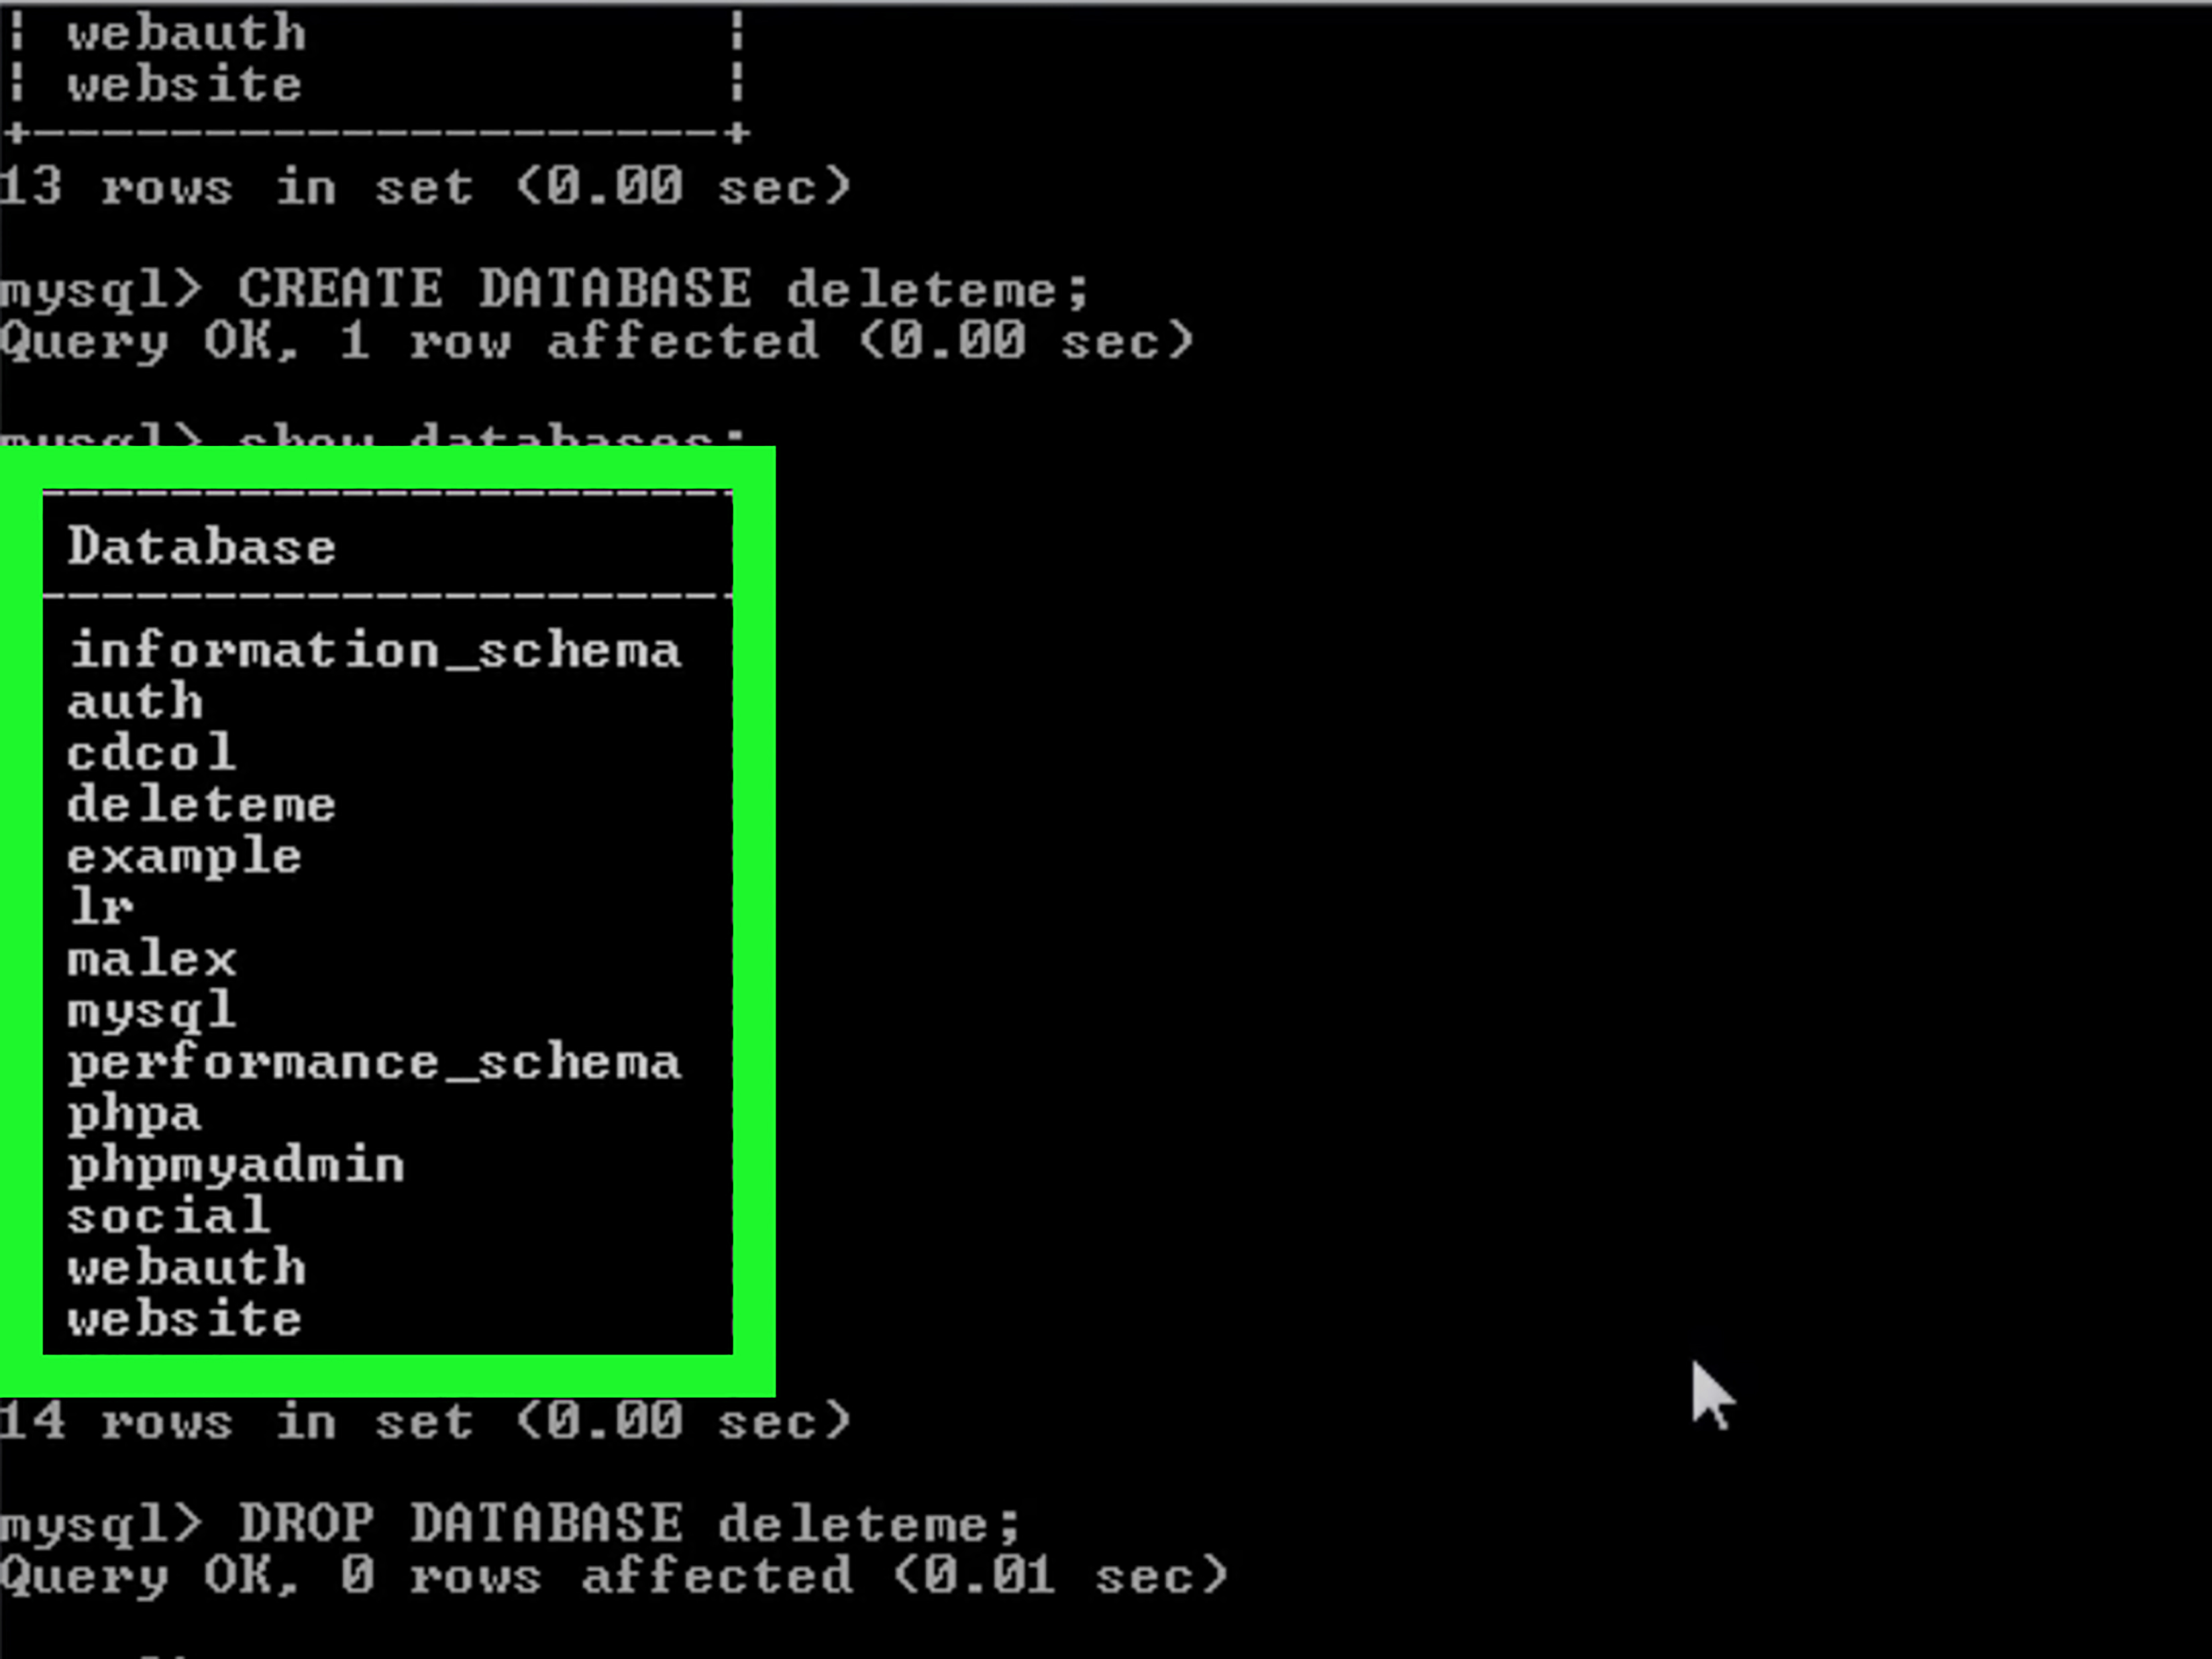 ¦ webauth ¦
¦ website ¦
+---------------------+
13 rows in set (0.00 sec)
mysql> CREATE DATABASE deleteme;
Query OK, 1 row affected (0.00 sec)
mysql> show databases;
---------------------
Database
---------------------
information_schema
auth
cdcol
deleteme
example
lr
malex
mysql
performance_schema
phpa
phpmyadmin
social
webauth
website
14 rows in set (0.00 sec)
mysql> DROP DATABASE deleteme;
Query OK, 0 rows affected (0.01 sec)